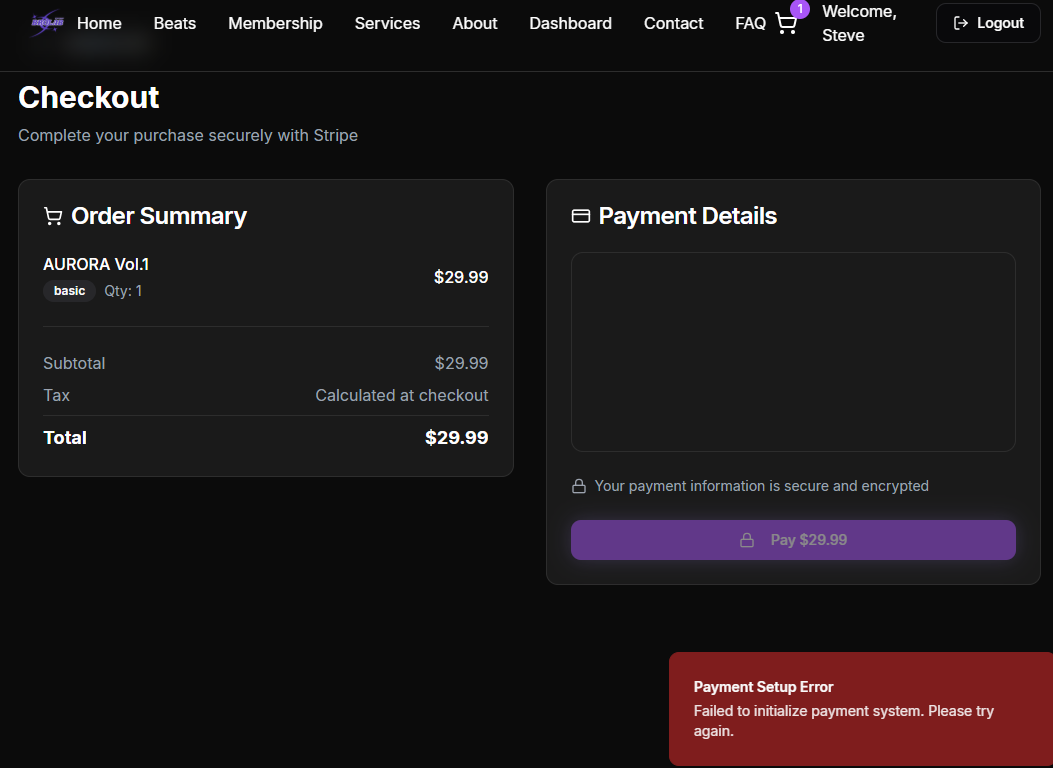 Home Beats Membership Services About Dashboard Contact FAQ 1 Welcome, Steve Logout
Checkout
Complete your purchase securely with Stripe
Order Summary
AURORA Vol.1
basic Qty: 1
$29.99
Subtotal $29.99
Tax Calculated at checkout
Total $29.99
Payment Details
Your payment information is secure and encrypted
Pay $29.99
Payment Setup Error
Failed to initialize payment system. Please try
again.